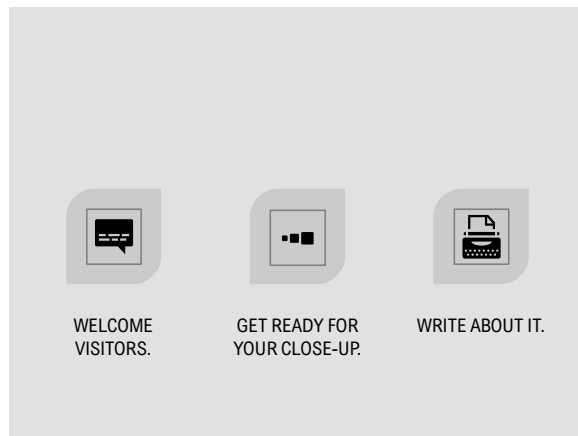 WELCOME
VISITORS.
GET READY FOR
YOUR CLOSE-UP.
WRITE ABOUT IT.